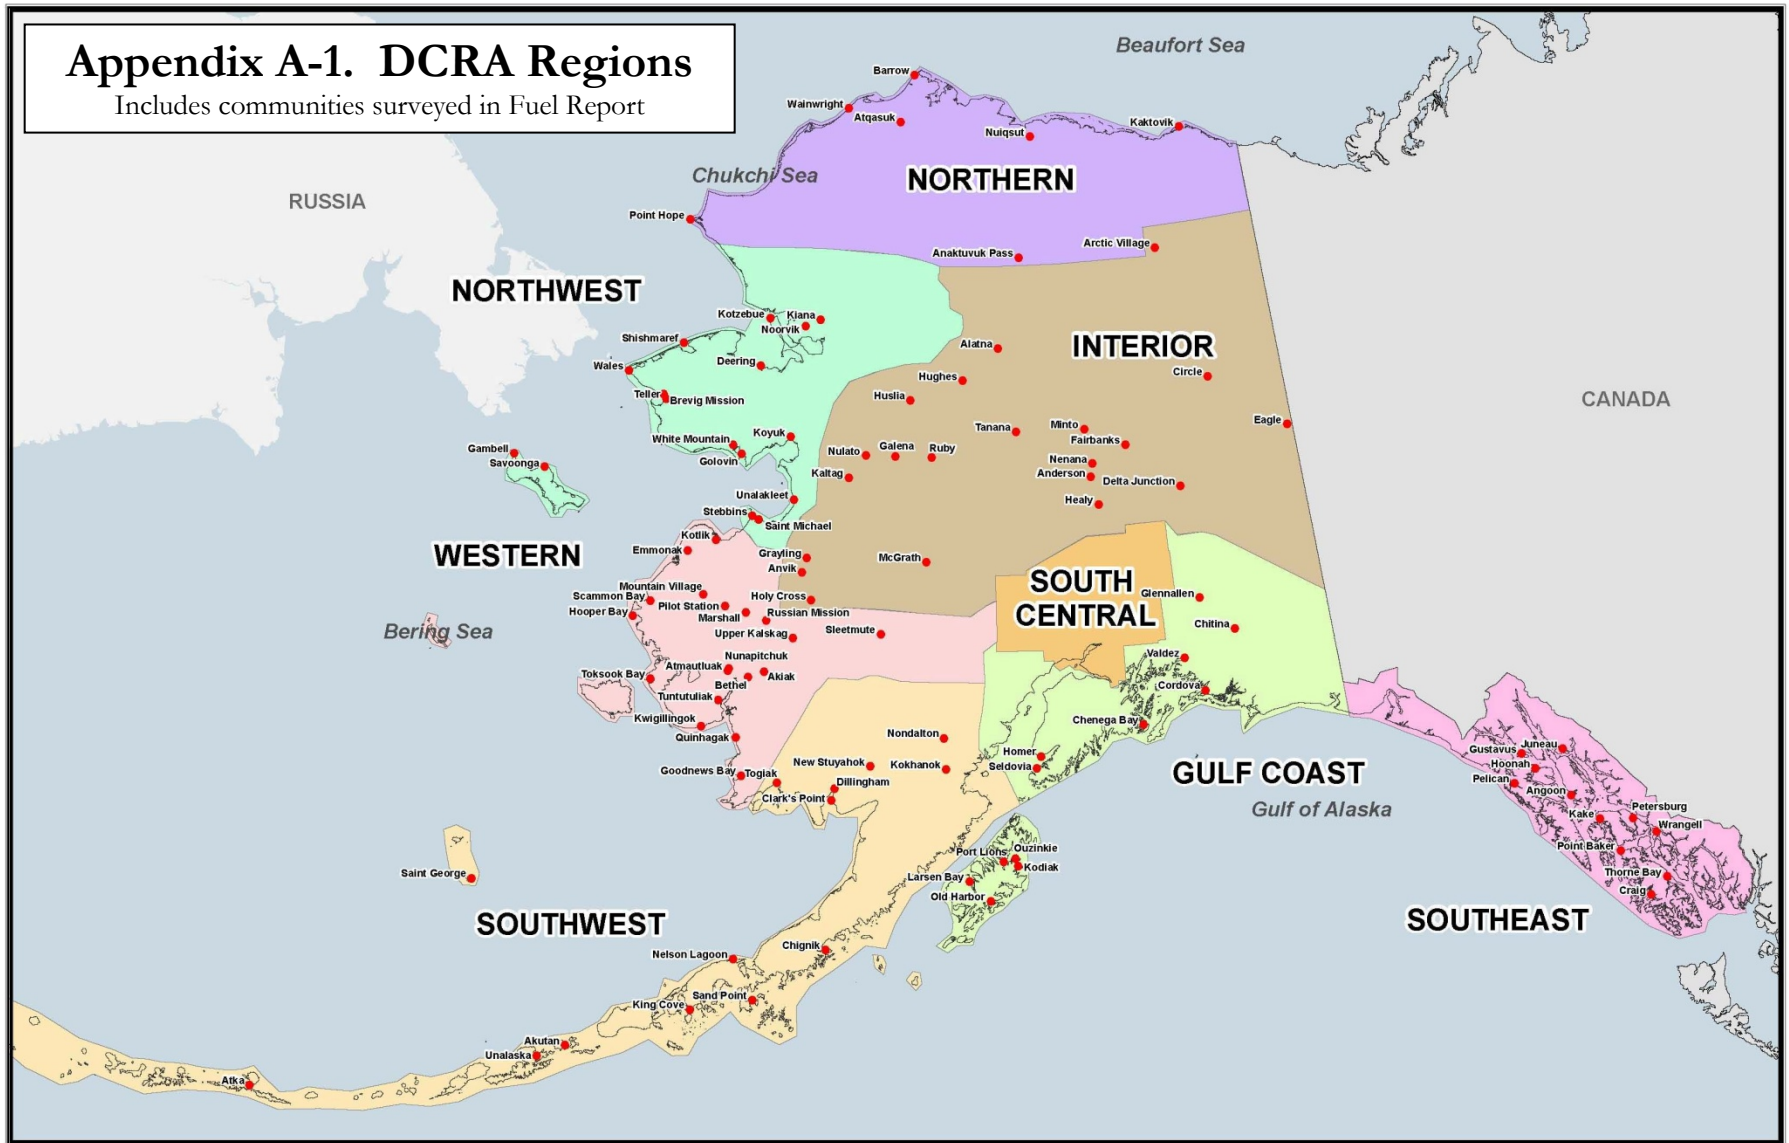 Appendix A-1. DCRA Regions
Includes communities surveyed in Fuel Report
Beaufort Sea
Barrow
Wainwright
Atqasuk
Nuiqsut
Kaktovik
Chukchi Sea
NORTHERN
RUSSIA
Point Hope
Anaktuvuk Pass
Arctic Village
NORTHWEST
Kotzebue
Kiana
Noorvik
Shishmaref
Deering
Wales
Teller
Brevig Mission
Alatna
INTERIOR
Hughes
Circle
Huslia
CANADA
Eagle
Tanana
Minto
Fairbanks
White Mountain
Koyuk
Golovin
Nulato
Galena
Ruby
Nenana
Kaltag
Anderson
Delta Junction
Healy
Gambell
Savoonga
Unalakleet
Stebbins
Saint Michael
Kotlik
Emmonak
WESTERN
Grayling
Anvik
McGrath
SOUTH
CENTRAL
Glennallen
Mountain Village
Scammon Bay
Hooper Bay
Pilot Station
Holy Cross
Marshall
Russian Mission
Upper Kalskag
Sleetmute
Chitina
Bering Sea
Nunapitchuk
Atmautluak
Toksook Bay
Bethel
Akiak
Tuntutuliak
Valdez
Cordova
Kwigillingok
Quinhagak
Chenega Bay
Nondalton
Homer
Seldovia
Goodnews Bay
Togiak
New Stuyahok
Kokhanok
Dillingham
Clark's Point
GULF COAST
Gulf of Alaska
Gustavus
Juneau
Hoonah
Pelican
Angoon
Kake
Petersburg
Wrangell
Point Baker
Thorne Bay
Craig
SOUTHEAST
Port Lions
Ouzinkie
Kodiak
Larsen Bay
Old Harbor
Saint George
SOUTHWEST
Nelson Lagoon
Chignik
King Cove
Sand Point
Akutan
Unalaska
Atka